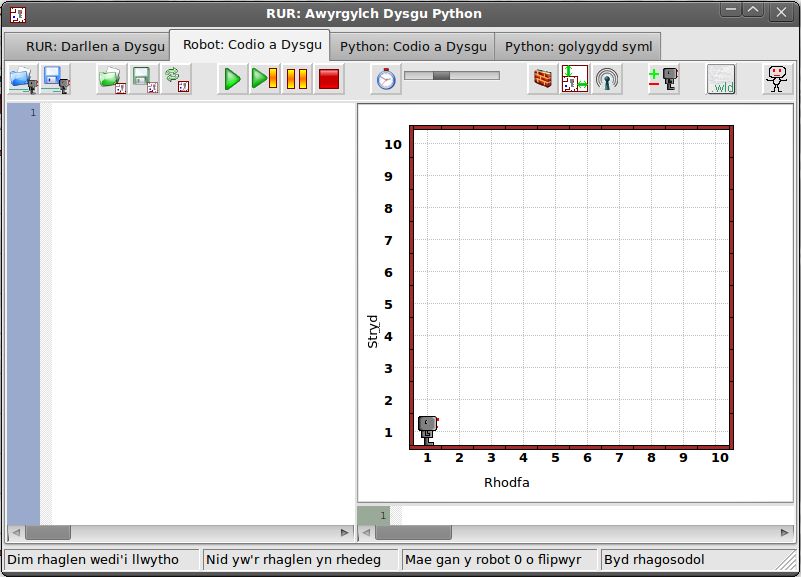 RUR: Awyrgylch Dysgu Python
RUR: Darllen a Dysgu
Robot: Codio a Dysgu
Python: Codio a Dysgu
Python: golygydd syml
.wld
1
10
9
8
7
6
5
4
3
2
1
Stryd
1 2 3 4 5 6 7 8 9 10
Rhodfa
1
Dim rhaglen wedi'i llwytho
Nid yw'r rhaglen yn rhedeg
Mae gan y robot 0 o flipwyr
Byd rhagosodol